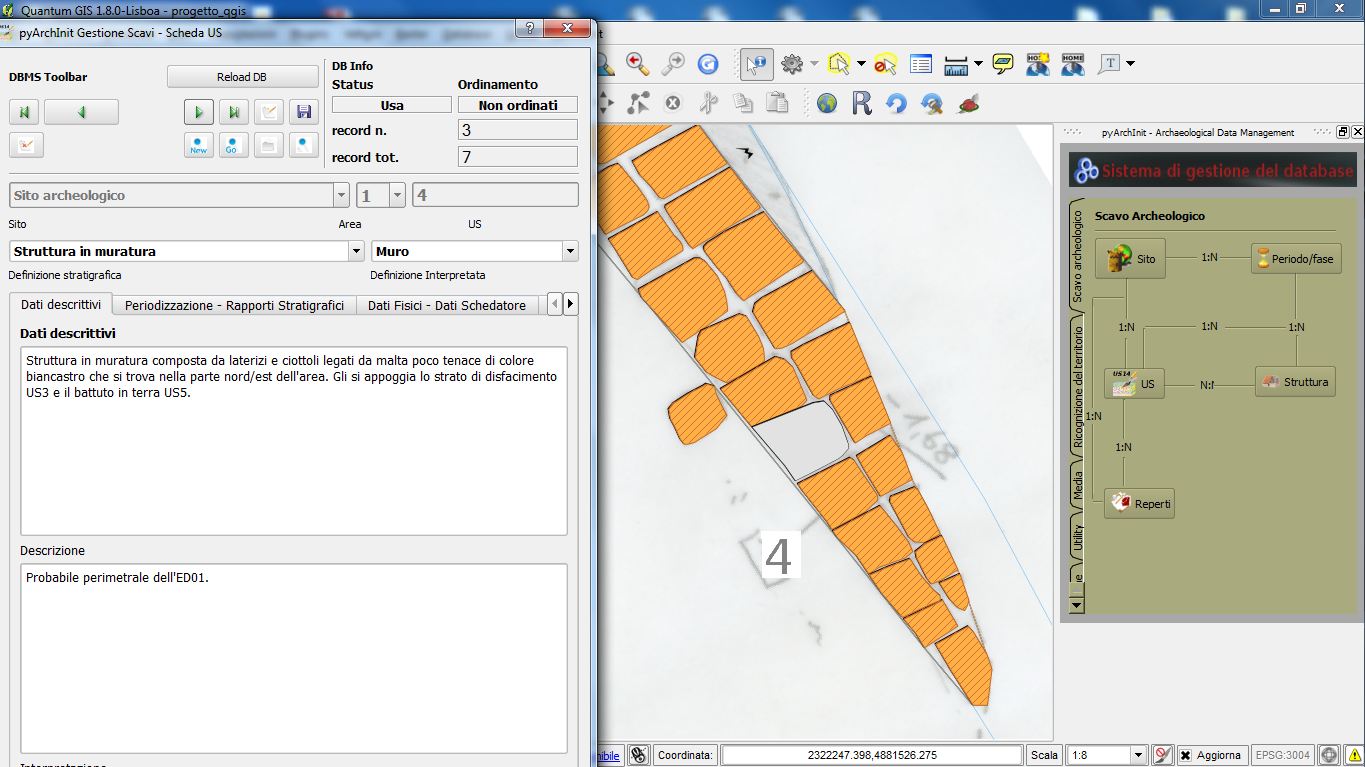 Quantum GIS 1.8.0-Lisboa - progetto_qgis
pyArchInit Gestione Scavi - Scheda US
DBMS Toolbar
Reload DB
DB Info
Status
Ordinamento
Usa
Non ordinati
record n.
3
record tot.
7
New
Go
Sito archeologico
1
4
Sito
Area
US
Struttura in muratura
Muro
Definizione stratigrafica
Definizione Interpretata
Dati descrittivi
Periodizzazione - Rapporti Stratigrafici
Dati Fisici - Dati Schedatore
Dati descrittivi
Struttura in muratura composta da laterizi e ciottoli legati da malta poco tenace di colore
biancastro che si trova nella parte nord/est dell'area. Gli si appoggia lo strato di disfacimento
US3 e il battuto in terra US5.
Descrizione
Probabile perimetrale dell'ED01.
HOME
R
T
-1,68
4
pyArchInit - Archaeological Data Management
Sistema di gestione del database
Scavo archeologico
Ricognizione del territorio
Media
Utility
Scavo Archeologico
Sito
1:N
Periodo/fase
1:N
1:N
1:N
US14
US
N:
Struttura
1:N
1:N
Reperti
Coordinata:
2322247.398,4881526.275
Scala
1:8
Aggiorna
EPSG:3004